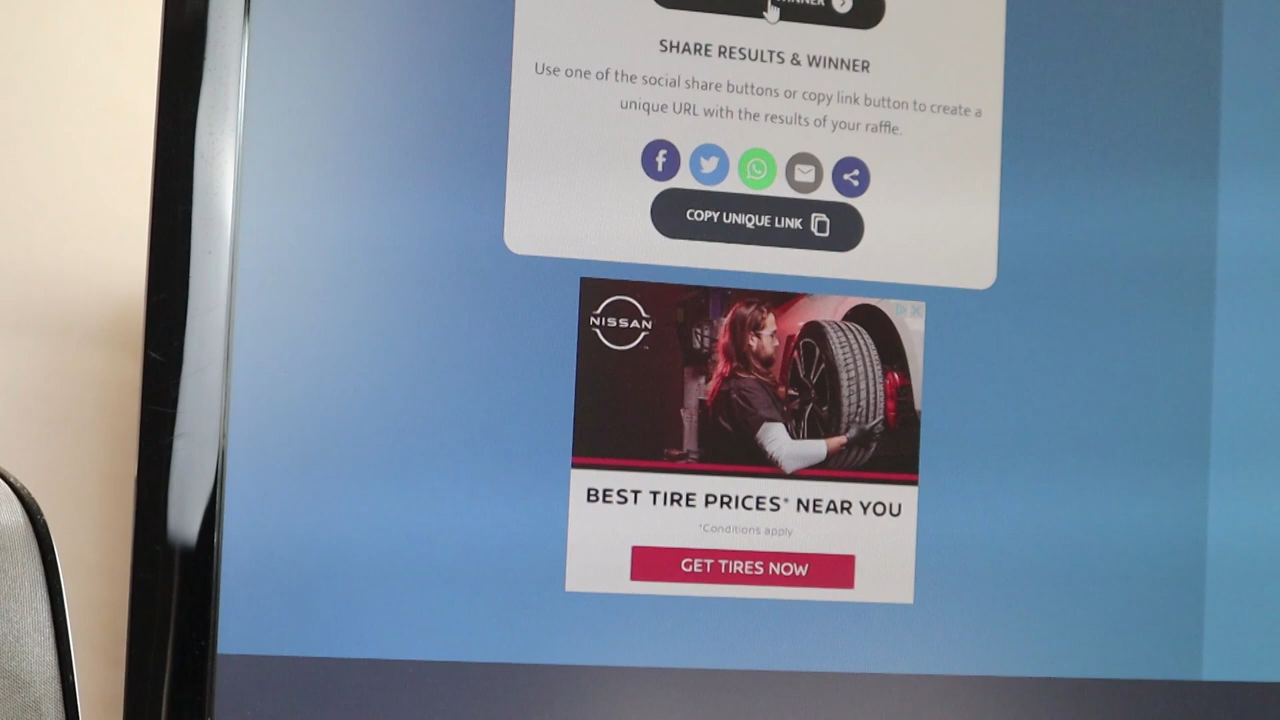 SHARE RESULTS & WINNER
Use one of the social share buttons or copy link button to create a
unique URL with the results of your raffle.
COPY UNIQUE LINK
NISSAN
BEST TIRE PRICES* NEAR YOU
*Conditions apply
GET TIRES NOW